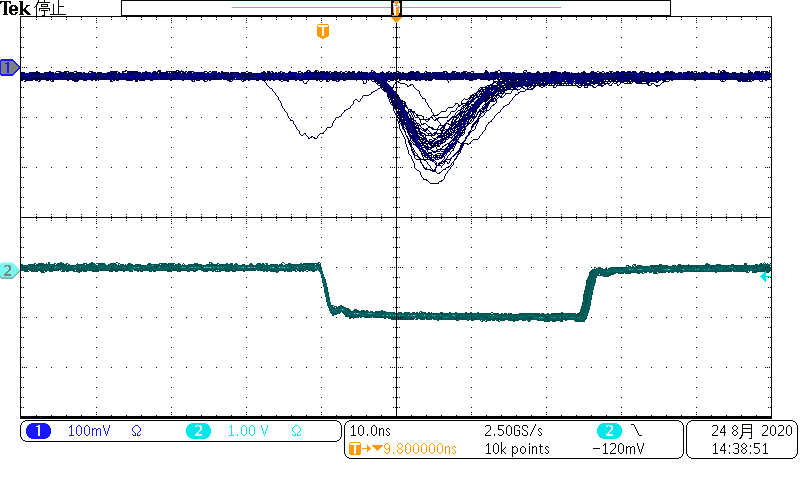 Tek 停止
T
T
1
2
1 100mV Ω 2 1.00 V Ω
10.0ns 2.50GS/s 2
T→▼9.800000ns 10k points −120mV
24 8月 2020
14:38:51